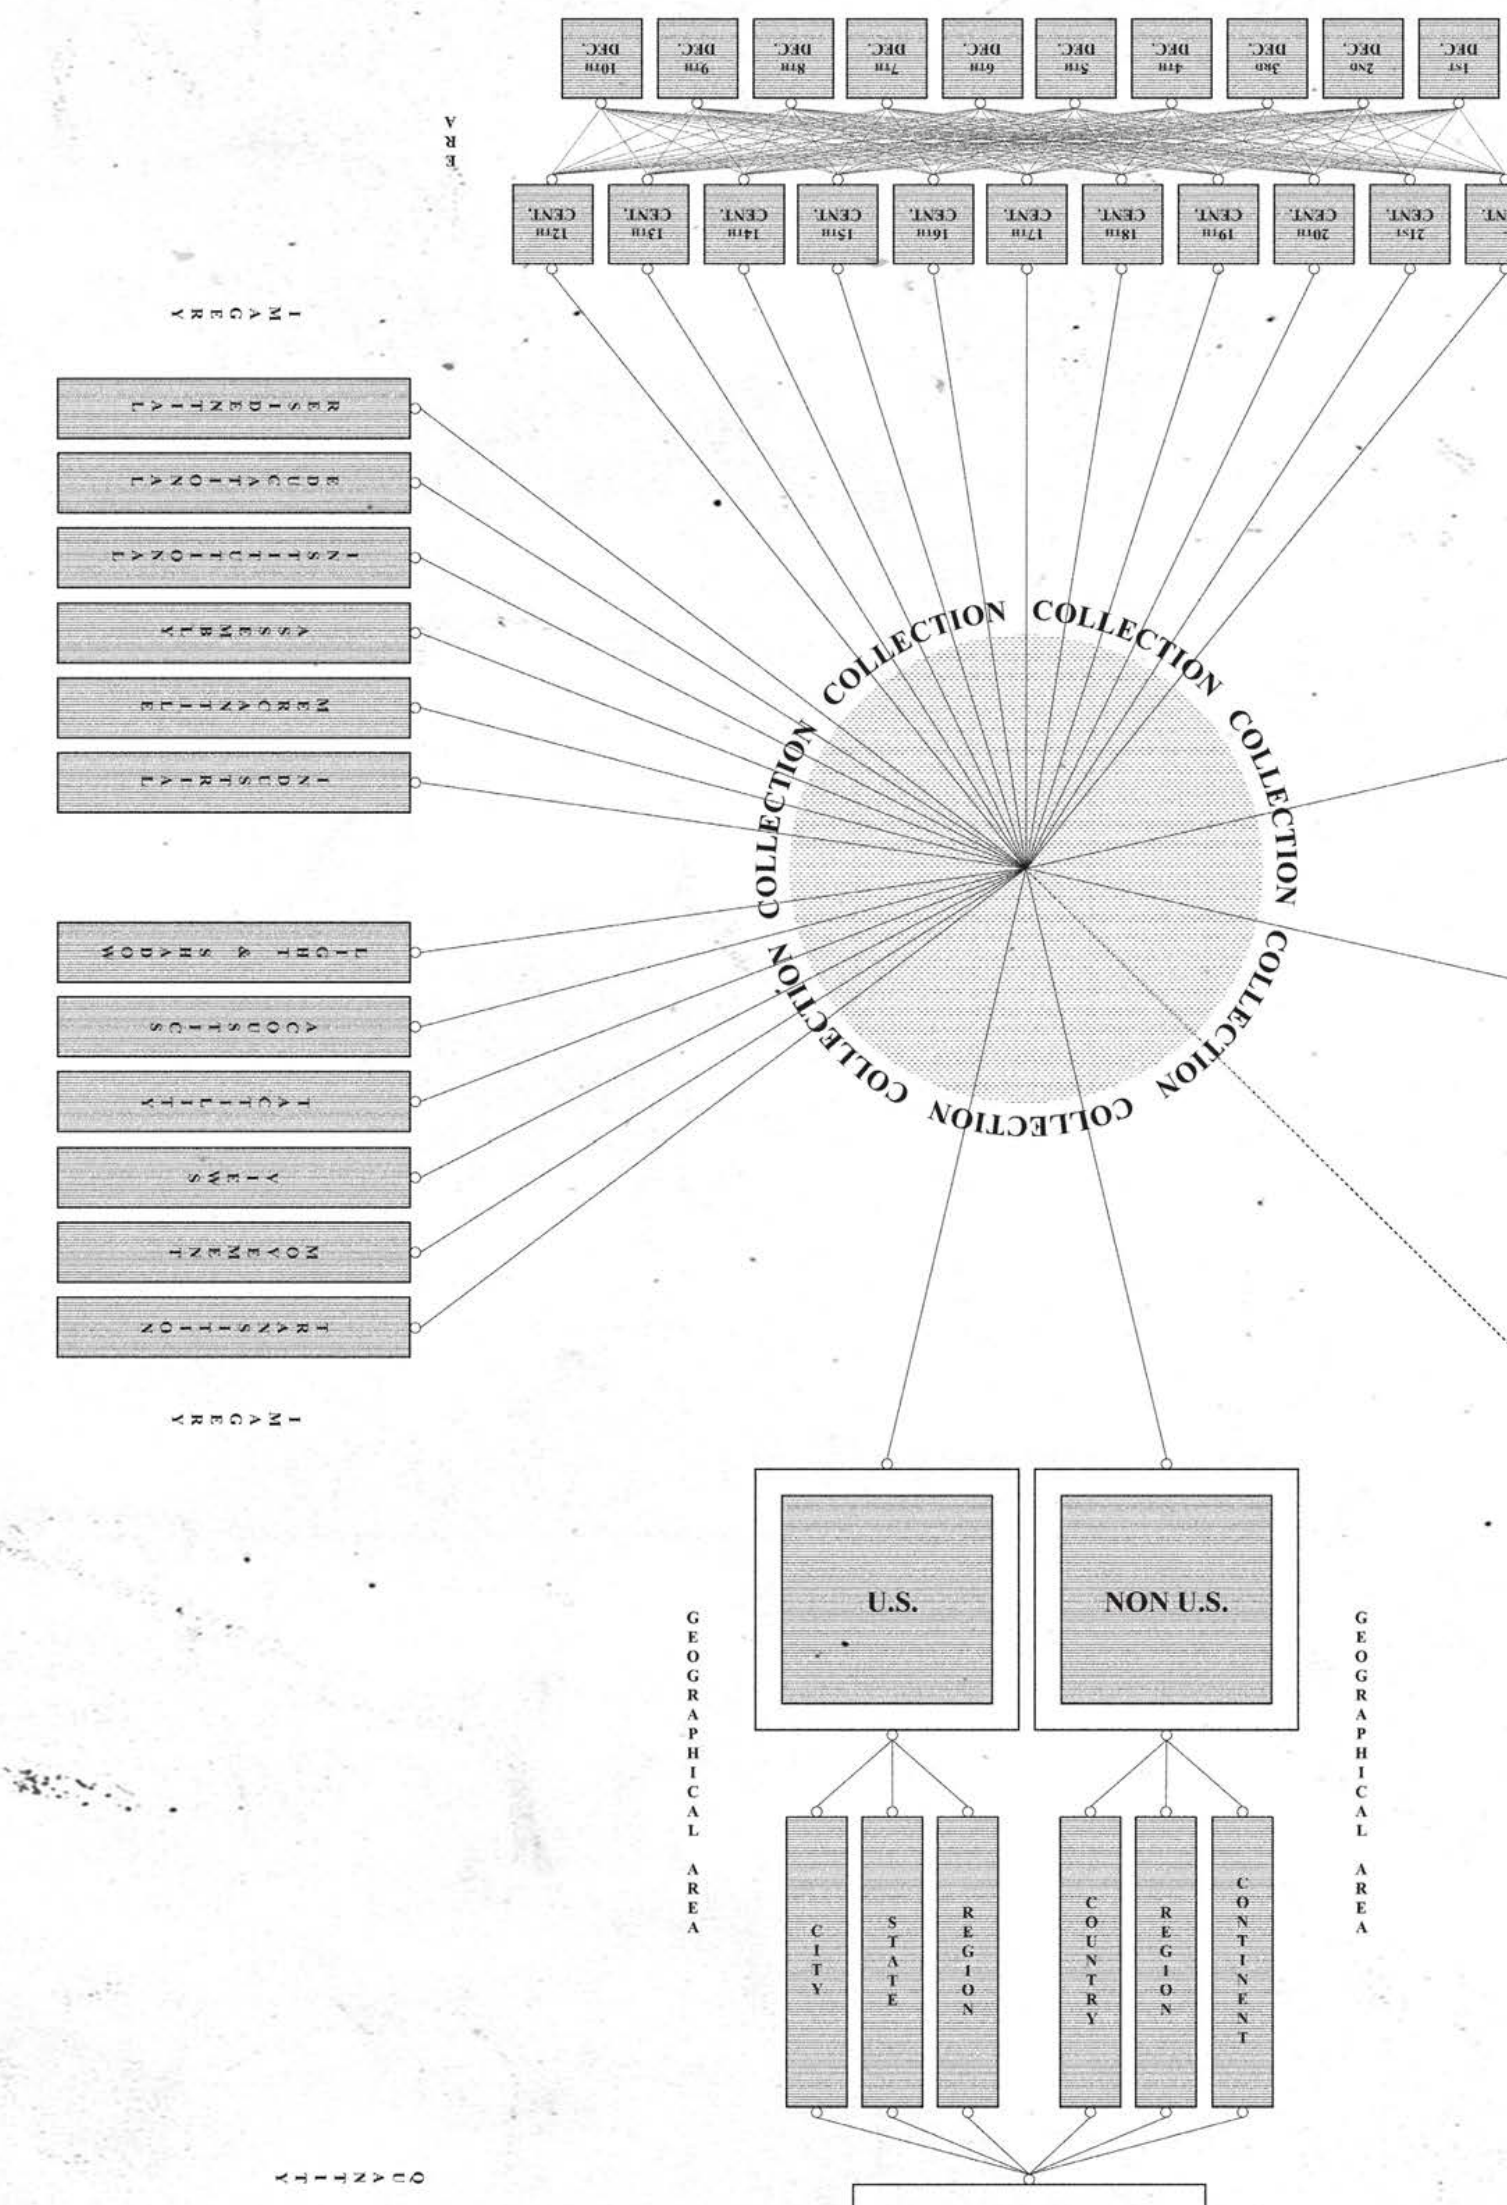 10TH DEC.
9TH DEC.
8TH DEC.
7TH DEC.
6TH DEC.
5TH DEC.
4TH DEC.
3RD DEC.
2ND DEC.
1ST DEC.
ERA
12TH CENT.
13TH CENT.
14TH CENT.
15TH CENT.
16TH CENT.
17TH CENT.
18TH CENT.
19TH CENT.
20TH CENT.
21ST CENT.
IMAGERY
RESIDENTIAL
EDUCATIONAL
INSTITUTIONAL
ASSEMBLY
MERCANTILE
INDUSTRIAL
COLLECTION COLLECTION COLLECTION COLLECTION COLLECTION COLLECTION COLLECTION
LIGHT & SHADOW
ACOUSTICS
TACTILITY
VIEWS
MOVEMENT
TRANSITION
IMAGERY
U.S.
NON U.S.
GEOGRAPHICAL AREA
GEOGRAPHICAL AREA
CITY
STATE
REGION
COUNTRY
REGION
CONTINENT
QUANTITY